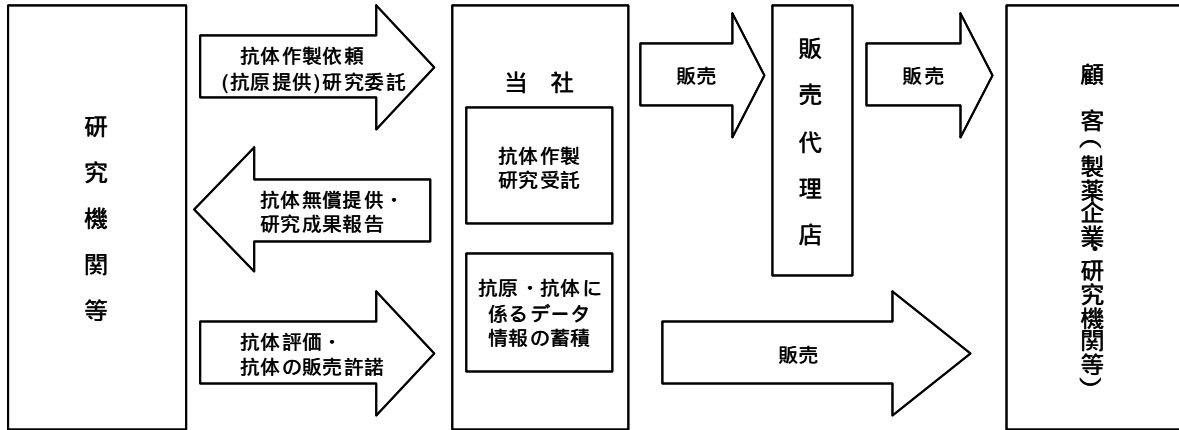 研究機関等
抗体作製依頼
(抗原提供)研究委託
抗体無償提供・
研究成果報告
抗体評価・
抗体の販売許諾
当 社
抗体作製
研究受託
抗原・抗体に
係るデータ
情報の蓄積
販売
販売代理店
販売
販売
顧客(製薬企業・研究機関等)